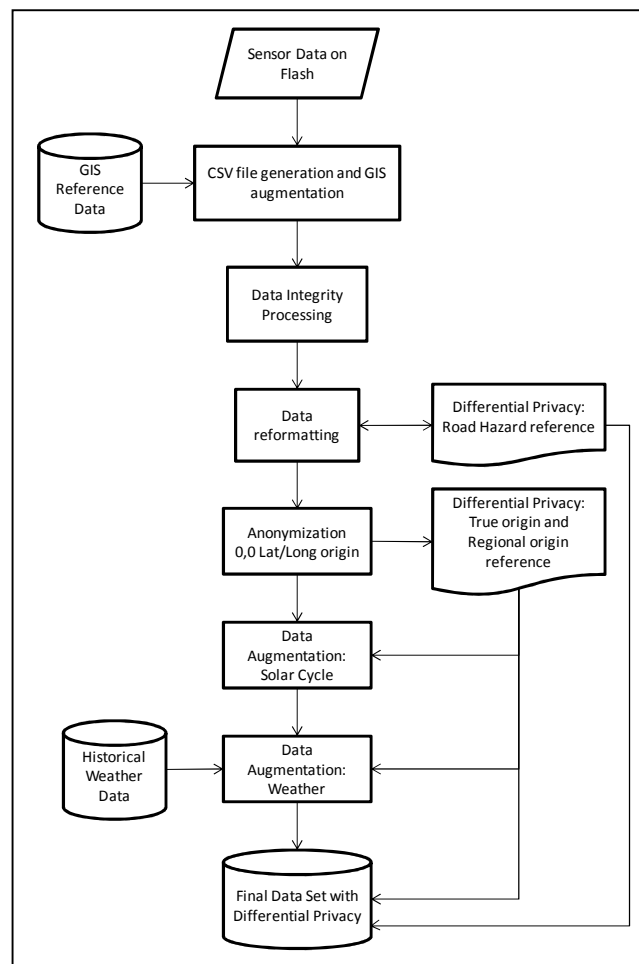 Sensor Data on
Flash
GIS
Reference
Data
CSV file generation and GIS
augmentation
Data Integrity
Processing
Data
reformatting
Differential Privacy:
Road Hazard reference
Anonymization
0,0 Lat/Long origin
Differential Privacy:
True origin and
Regional origin
reference
Data
Augmentation:
Solar Cycle
Historical
Weather
Data
Data
Augmentation:
Weather
Final Data Set with
Differential Privacy